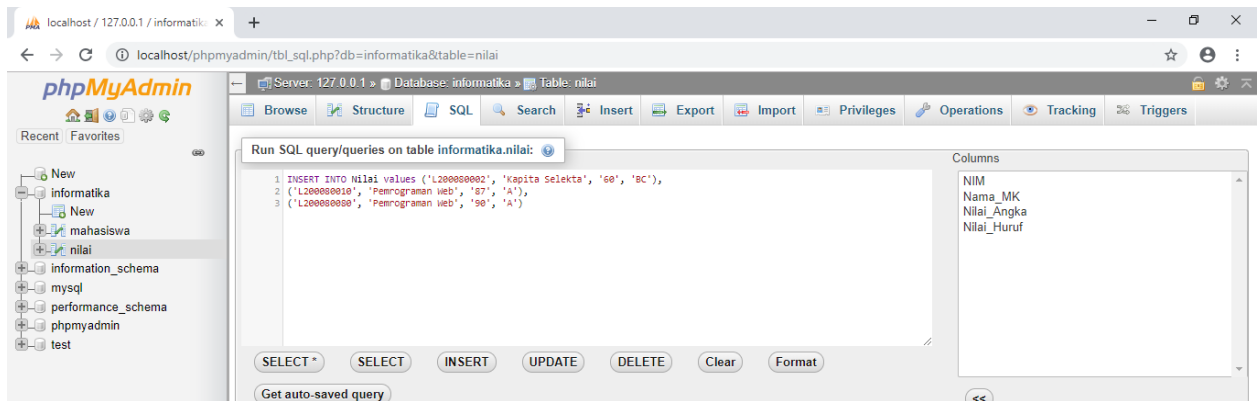 localhost / 127.0.0.1 / informatika
localhost/phpmyadmin/tbl_sql.php?db=informatika&table=nilai
phpMyAdmin
Recent Favorites
New
informatika
New
mahasiswa
nilai
information_schema
mysql
performance_schema
phpmyadmin
test
Server: 127.0.0.1 » Database: informatika » Table: nilai
Browse Structure SQL Search Insert Export Import Privileges Operations Tracking Triggers
Run SQL query/queries on table informatika.nilai:
1 INSERT INTO Nilai values ('L200080002', 'Kapita Selekta', '60', 'BC'),
2 ('L200080010', 'Pemrograman Web', '87', 'A'),
3 ('L200080080', 'Pemrograman Web', '90', 'A')
SELECT * SELECT INSERT UPDATE DELETE Clear Format
Get auto-saved query
Columns
NIM
Nama_MK
Nilai_Angka
Nilai_Huruf
<<